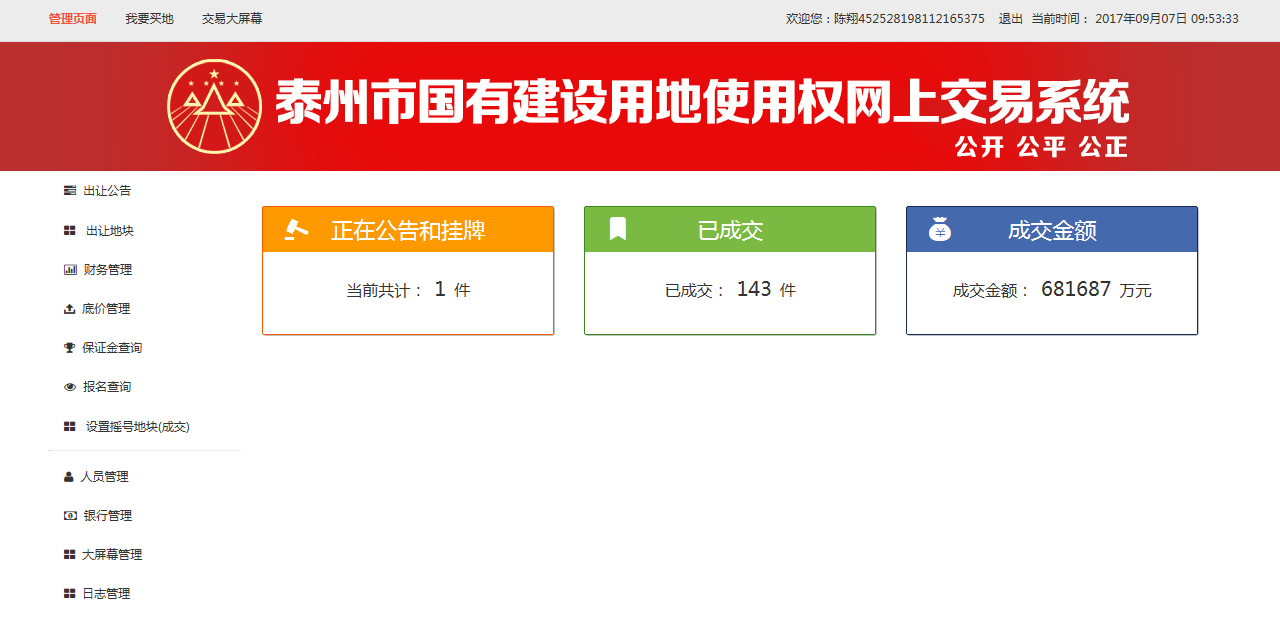 管理页面 我要买地 交易大屏幕 欢迎您：陈翔452528198112165375 退出 当前时间： 2017年09月07日 09:53:33
泰州市国有建设用地使用权网上交易系统
公开 公平 公正
出让公告
出让地块
财务管理
底价管理
保证金查询
报名查询
设置摇号地块(成交)
人员管理
银行管理
大屏幕管理
日志管理
正在公告和挂牌
当前共计： 1 件
已成交
已成交： 143 件
成交金额
成交金额： 681687 万元